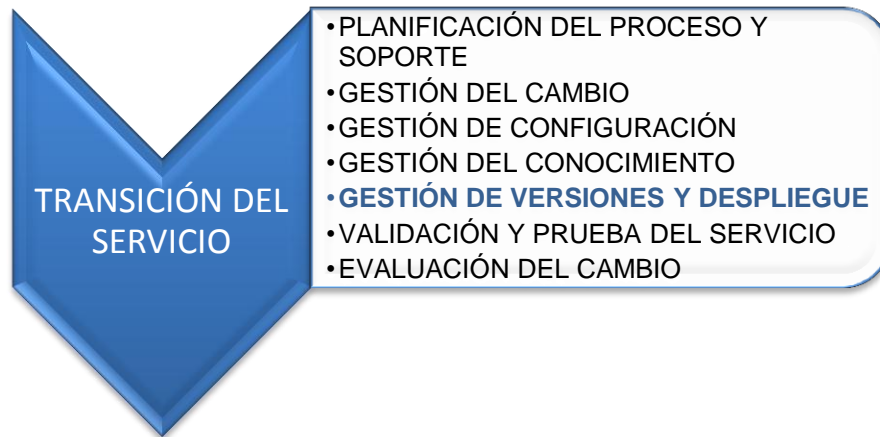 TRANSICIÓN DEL
SERVICIO
•PLANIFICACIÓN DEL PROCESO Y
SOPORTE
•GESTIÓN DEL CAMBIO
•GESTIÓN DE CONFIGURACIÓN
•GESTIÓN DEL CONOCIMIENTO
•GESTIÓN DE VERSIONES Y DESPLIEGUE
•VALIDACIÓN Y PRUEBA DEL SERVICIO
•EVALUACIÓN DEL CAMBIO